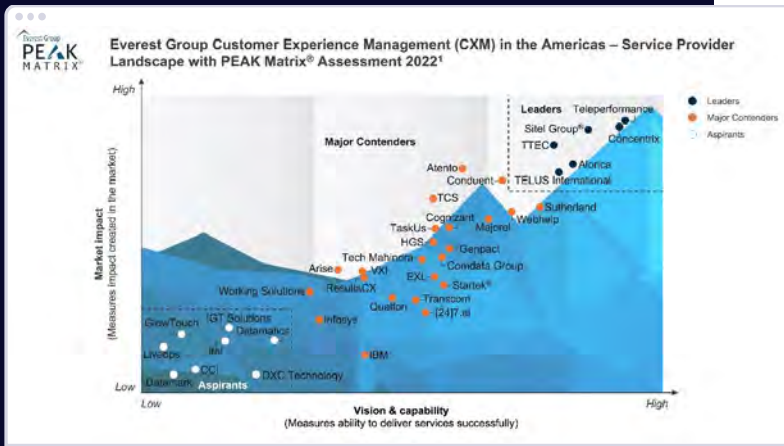 Everest Group®
PEAK
MATRIX®
Everest Group Customer Experience Management (CXM) in the Americas – Service Provider
Landscape with PEAK Matrix® Assessment 2022¹
High
Market impact
(Measures impact created in the market)
Low
Leaders
Teleperformance
Sitel Group®
Concentrix
TTEC
Alorica
TELUS International
Major Contenders
Atento
Conduent
TCS
Sutherland
Cognizant
Webhelp
TaskUs
Majorel
HGS
Genpact
Tech Mahindra
Comdata Group
Arise
VXI
ResultsCX
EXL
Startek®
Working Solutions
Qualfon
Transcom
Infosys
[24]7.ai
IBM
IGT Solutions
GlowTouch
Datamatics
Liveops
CCI
Datamark
Aspirants
DXC Technology
Low
High
Vision & capability
(Measures ability to deliver services successfully)
Leaders
Major Contenders
Aspirants